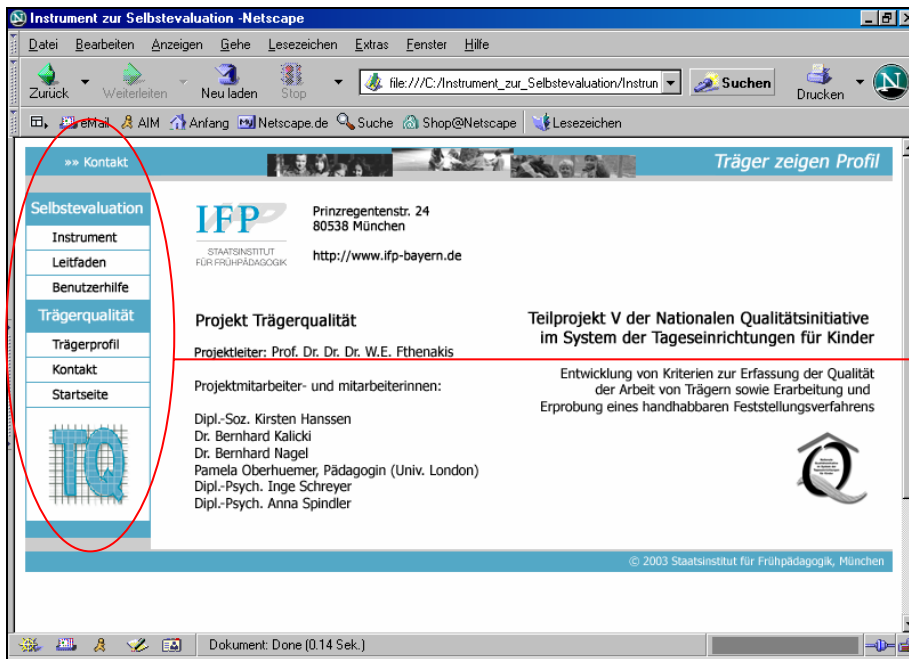 Instrument zur Selbstevaluation -Netscape
Datei Bearbeiten Anzeigen Gehe Lesezeichen Extras Fenster Hilfe
Zurück Weiterleiten Neu laden Stop file:///C:/Instrument_zur_Selbstevaluation/Instrun Suchen Drucken N
eMail AIM Anfang My Netscape.de Suche Shop@Netscape Lesezeichen
»» Kontakt
Träger zeigen Profil
Selbstevaluation
Instrument
Leitfaden
Benutzerhilfe
Trägerqualität
Trägerprofil
Kontakt
Startseite
TQ
IFP
STAATSINSTITUT
FÜR FRÜHPÄDAGOGIK
Prinzregentenstr. 24
80538 München
http://www.ifp-bayern.de
Projekt Trägerqualität
Projektleiter: Prof. Dr. Dr. Dr. W.E. Fthenakis
Projektmitarbeiter- und mitarbeiterinnen:
Dipl.-Soz. Kirsten Hanssen
Dr. Bernhard Kalicki
Dr. Bernhard Nagel
Pamela Oberhuemer, Pädagogin (Univ. London)
Dipl.-Psych. Inge Schreyer
Dipl.-Psych. Anna Spindler
Teilprojekt V der Nationalen Qualitätsinitiative
im System der Tageseinrichtungen für Kinder
Entwicklung von Kriterien zur Erfassung der Qualität
der Arbeit von Trägern sowie Erarbeitung und
Erprobung eines handhabbaren Feststellungsverfahrens
Q
© 2003 Staatsinstitut für Frühpädagogik, München
Dokument: Done (0.14 Sek.)